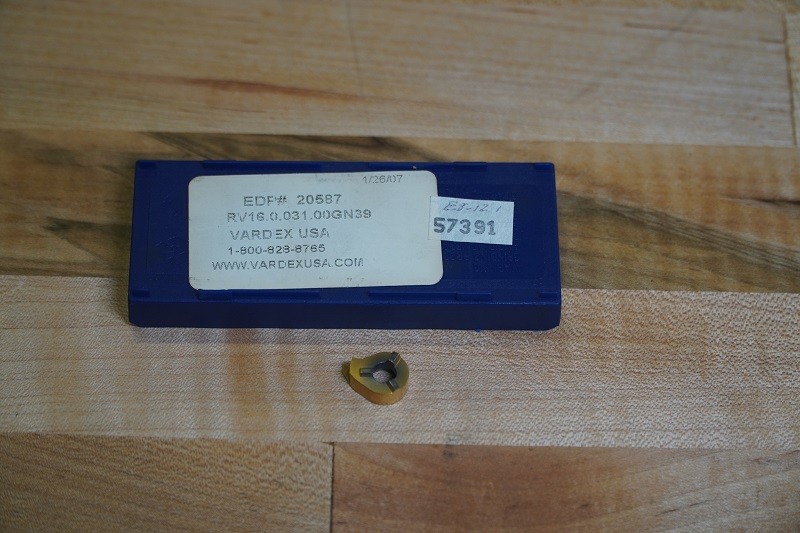 1/26/07
EDP# 20587
RV16.0.031.00GN39
VARDEX USA
1-800-828-8765
WWW.VARDEXUSA.COM
57391